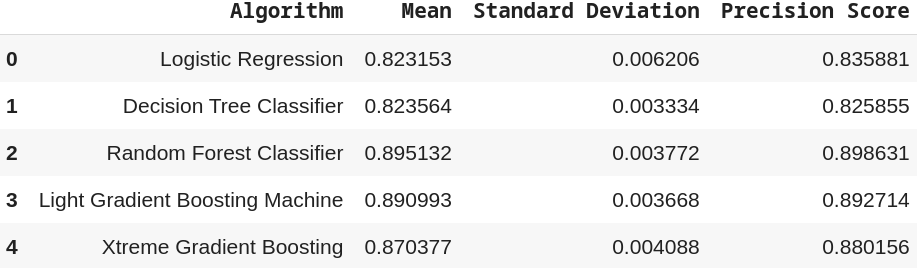 Algorithm Mean Standard Deviation Precision Score
0 Logistic Regression 0.823153 0.006206 0.835881
1 Decision Tree Classifier 0.823564 0.003334 0.825855
2 Random Forest Classifier 0.895132 0.003772 0.898631
3 Light Gradient Boosting Machine 0.890993 0.003668 0.892714
4 Xtreme Gradient Boosting 0.870377 0.004088 0.880156